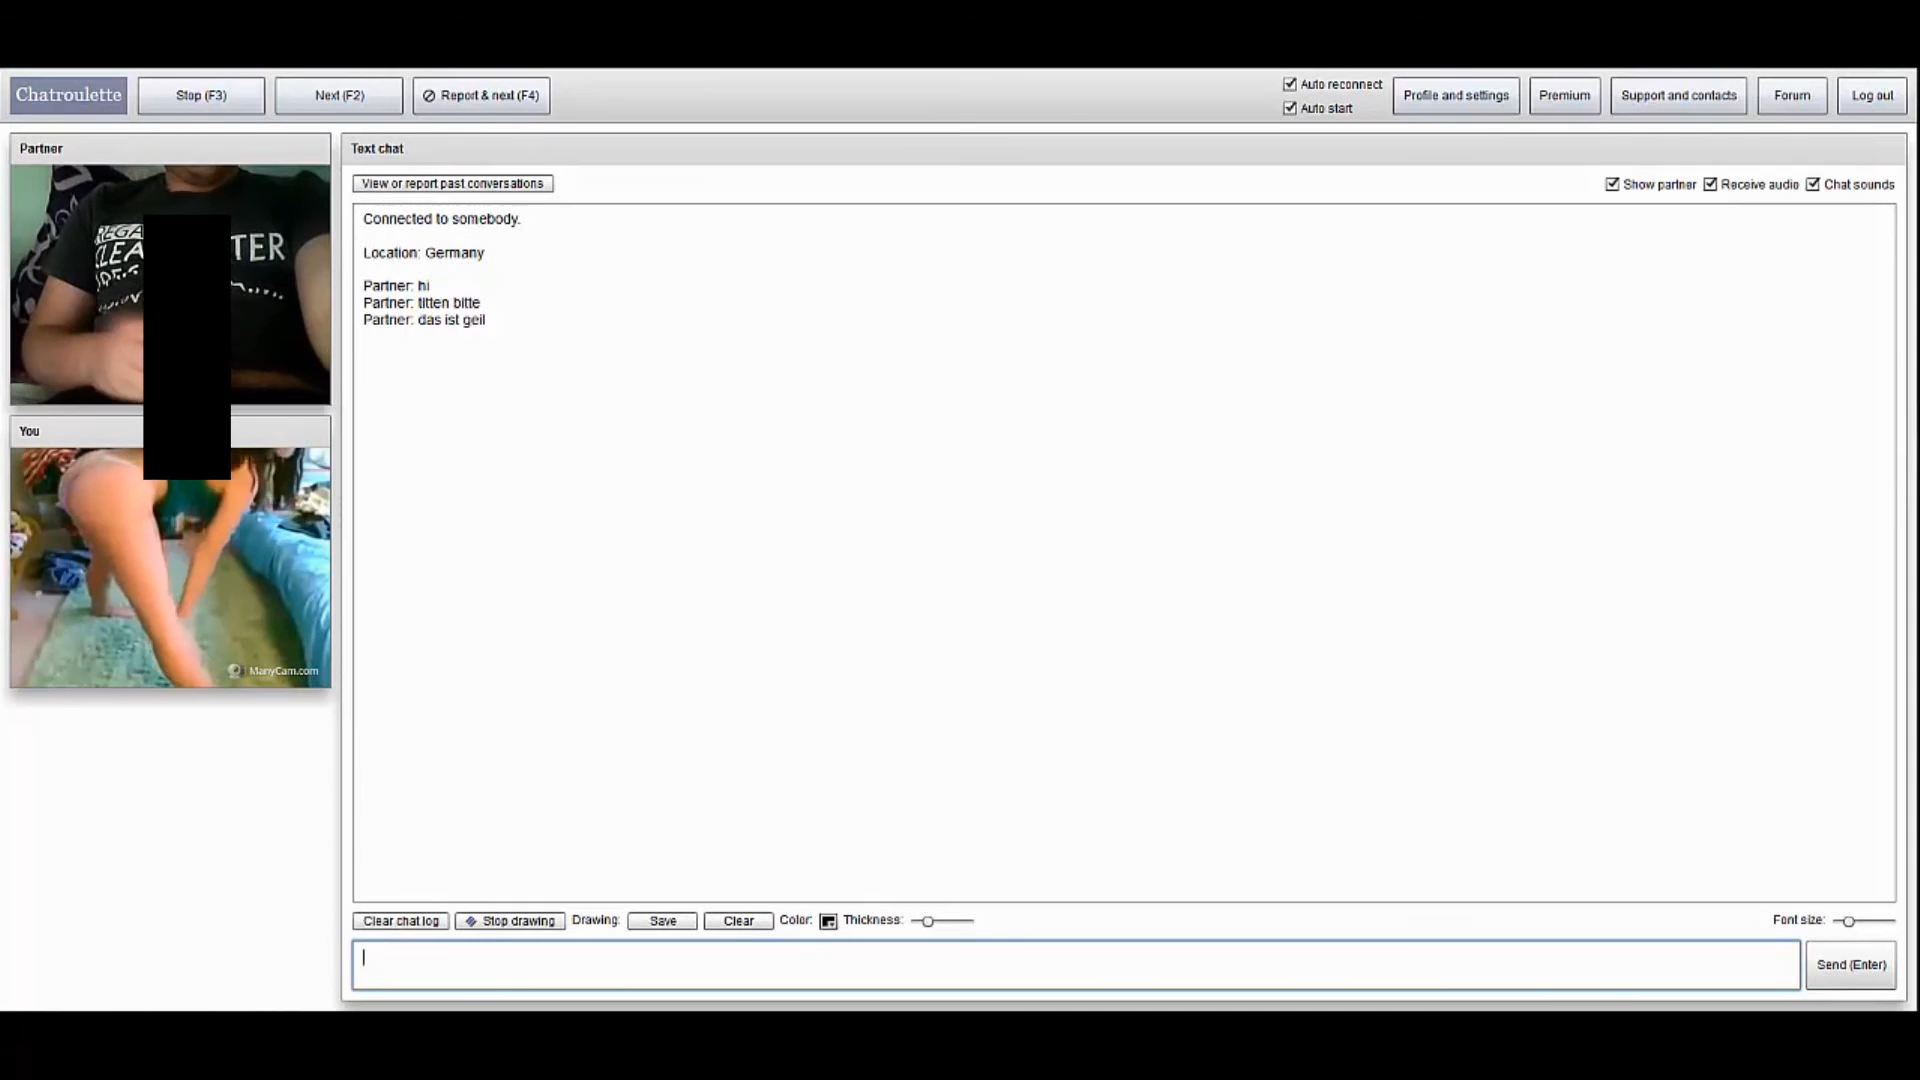 Chatroulette
Stop (F3)
Next (F2)
Report & next (F4)
Auto reconnect
Auto start
Profile and settings
Premium
Support and contacts
Forum
Log out
Partner
TER
You
ManyCam.com
Text chat
View or report past conversations
Show partner
Receive audio
Chat sounds
Connected to somebody.
Location: Germany
Partner: hi
Partner: titten bitte
Partner: das ist geil
Clear chat log
Stop drawing
Drawing:
Save
Clear
Color:
Thickness:
Font size:
Send (Enter)